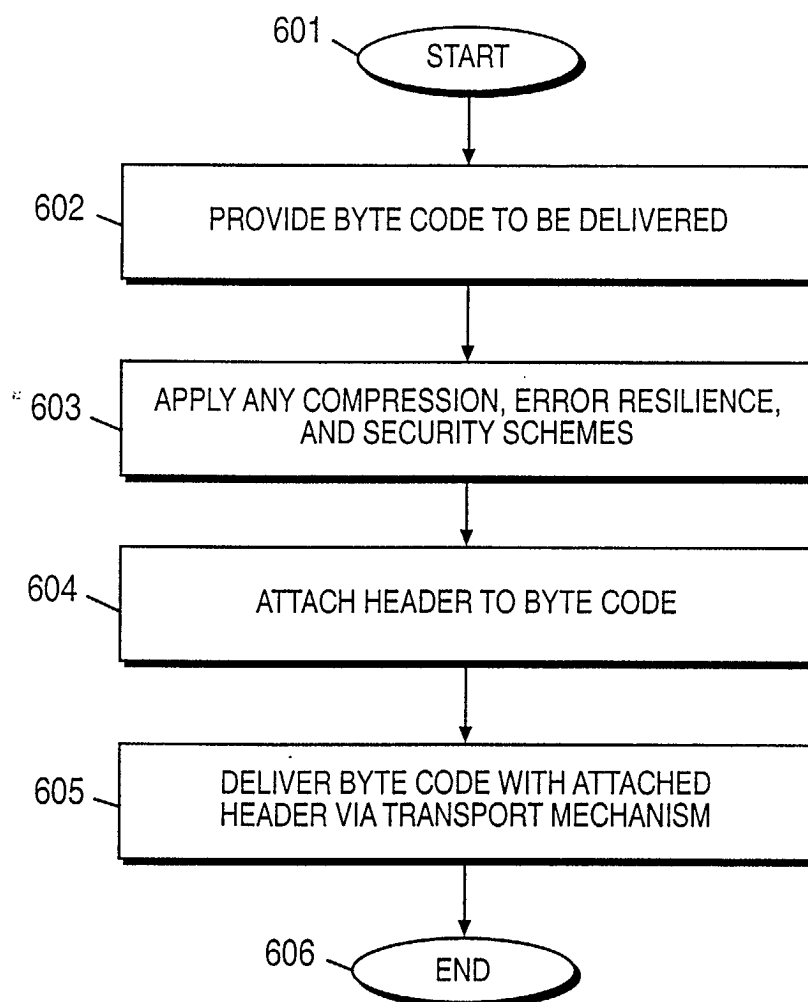 601
START
602
PROVIDE BYTE CODE TO BE DELIVERED
603
APPLY ANY COMPRESSION, ERROR RESILIENCE,
AND SECURITY SCHEMES
604
ATTACH HEADER TO BYTE CODE
605
DELIVER BYTE CODE WITH ATTACHED
HEADER VIA TRANSPORT MECHANISM
606
END